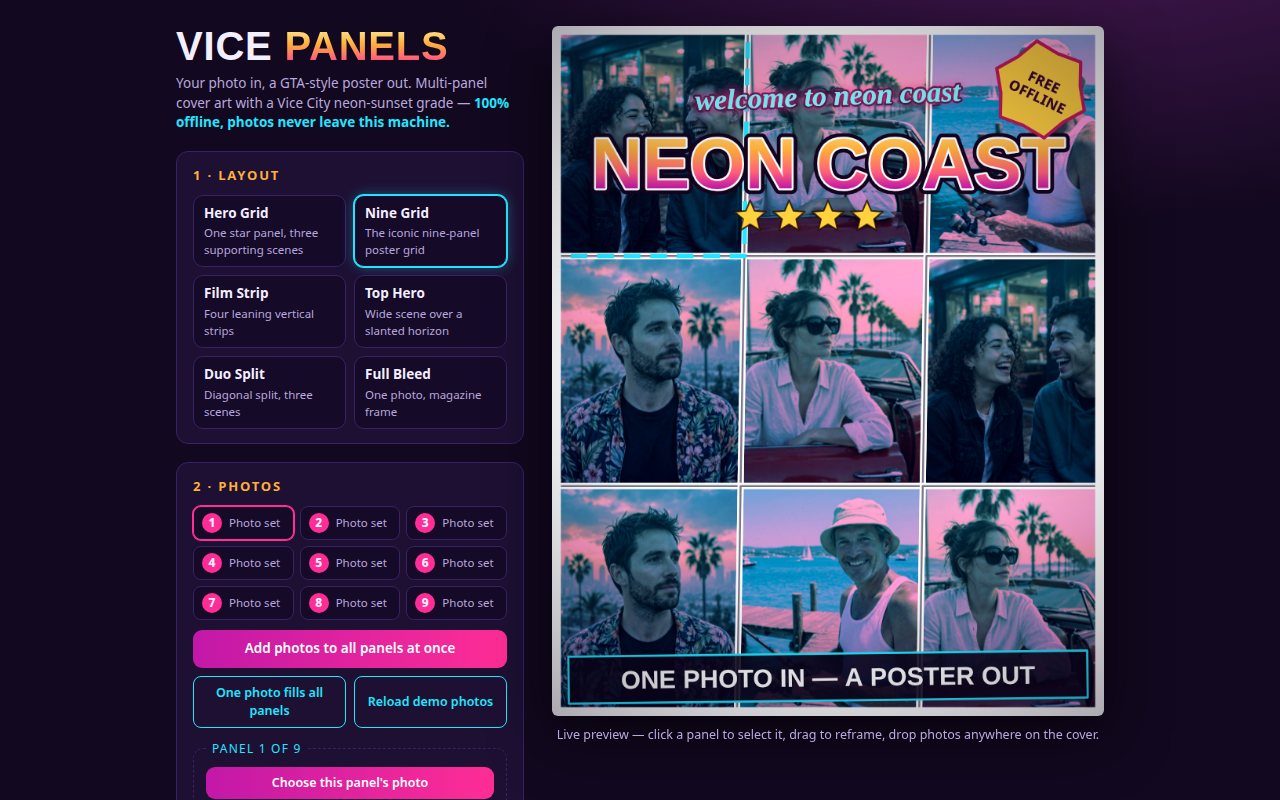 VICE PANELS
Your photo in, a GTA-style poster out. Multi-panel
cover art with a Vice City neon-sunset grade — 100%
offline, photos never leave this machine.
1 · LAYOUT
Hero Grid
One star panel, three
supporting scenes
Nine Grid
The iconic nine-panel
poster grid
Film Strip
Four leaning vertical
strips
Top Hero
Wide scene over a
slanted horizon
Duo Split
Diagonal split, three
scenes
Full Bleed
One photo, magazine
frame
2 · PHOTOS
1 Photo set
2 Photo set
3 Photo set
4 Photo set
5 Photo set
6 Photo set
7 Photo set
8 Photo set
9 Photo set
Add photos to all panels at once
One photo fills all
panels
Reload demo photos
PANEL 1 OF 9
Choose this panel's photo
FREE
OFFLINE
welcome to neon coast
NEON COAST
ONE PHOTO IN — A POSTER OUT
Live preview — click a panel to select it, drag to reframe, drop photos anywhere on the cover.